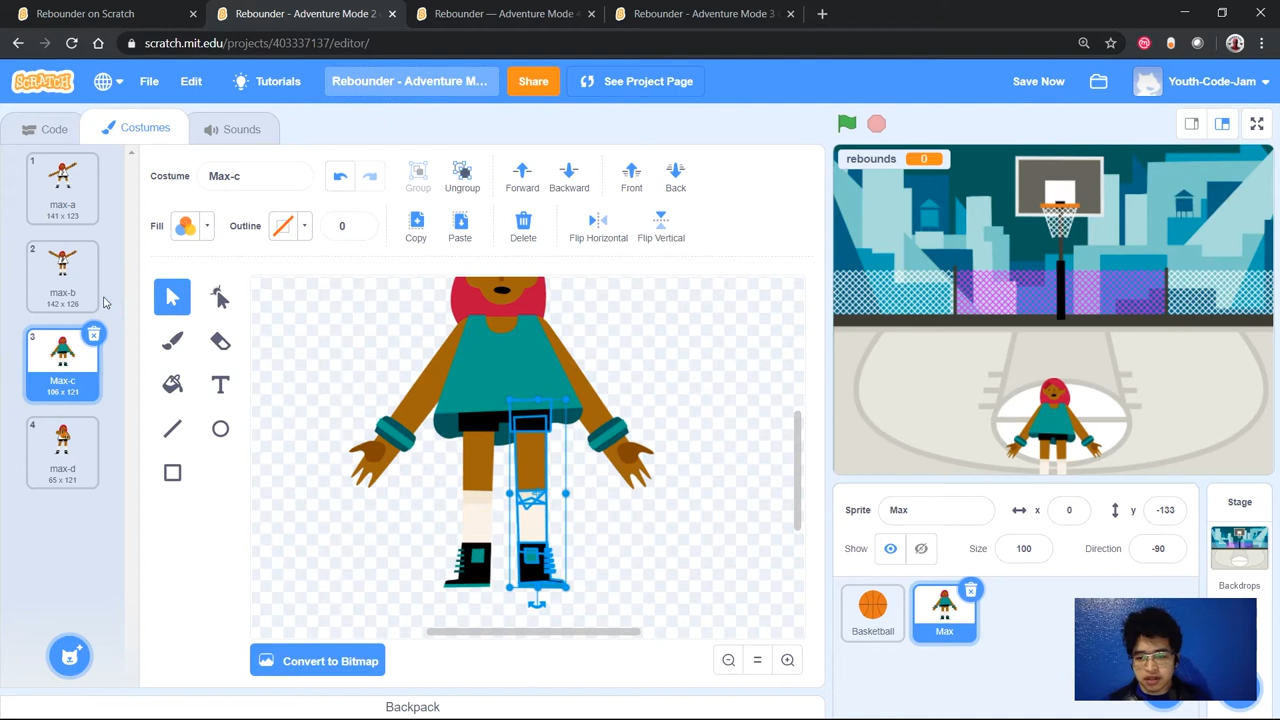 Rebounder on Scratch
Rebounder - Adventure Mode 2
Rebounder — Adventure Mode
Rebounder - Adventure Mode 3
scratch.mit.edu/projects/403337137/editor/
SCRATCH
File
Edit
Tutorials
Rebounder - Adventure M...
Share
See Project Page
Save Now
Youth-Code-Jam
Code
Costumes
Sounds
Costume
Max-c
Group
Ungroup
Forward
Backward
Front
Back
Fill
Outline
0
Copy
Paste
Delete
Flip Horizontal
Flip Vertical
1
max-a
141 x 123
2
max-b
142 x 126
3
Max-c
106 x 121
4
max-d
65 x 121
T
Convert to Bitmap
Backpack
rebounds 0
Sprite
Max
x
0
y
-133
Show
Size
100
Direction
-90
Basketball
Max
Stage
Backdrops